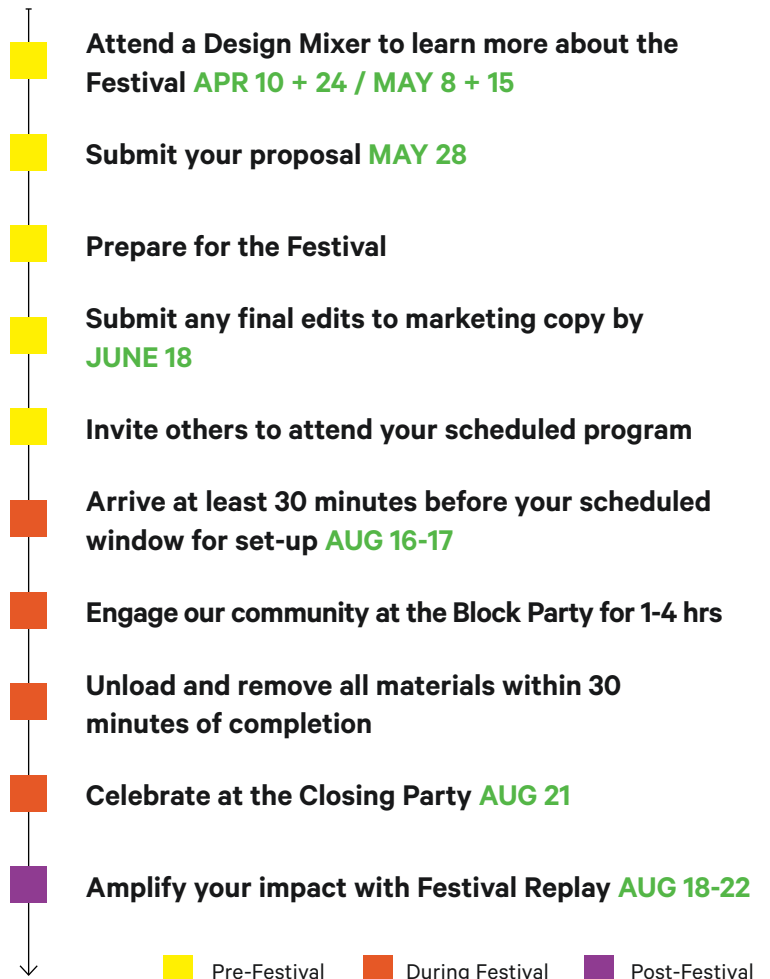 Attend a Design Mixer to learn more about the
Festival APR 10 + 24 / MAY 8 + 15
Submit your proposal MAY 28
Prepare for the Festival
Submit any final edits to marketing copy by
JUNE 18
Invite others to attend your scheduled program
Arrive at least 30 minutes before your scheduled
window for set-up AUG 16-17
Engage our community at the Block Party for 1-4 hrs
Unload and remove all materials within 30
minutes of completion
Celebrate at the Closing Party AUG 21
Amplify your impact with Festival Replay AUG 18-22
Pre-Festival During Festival Post-Festival